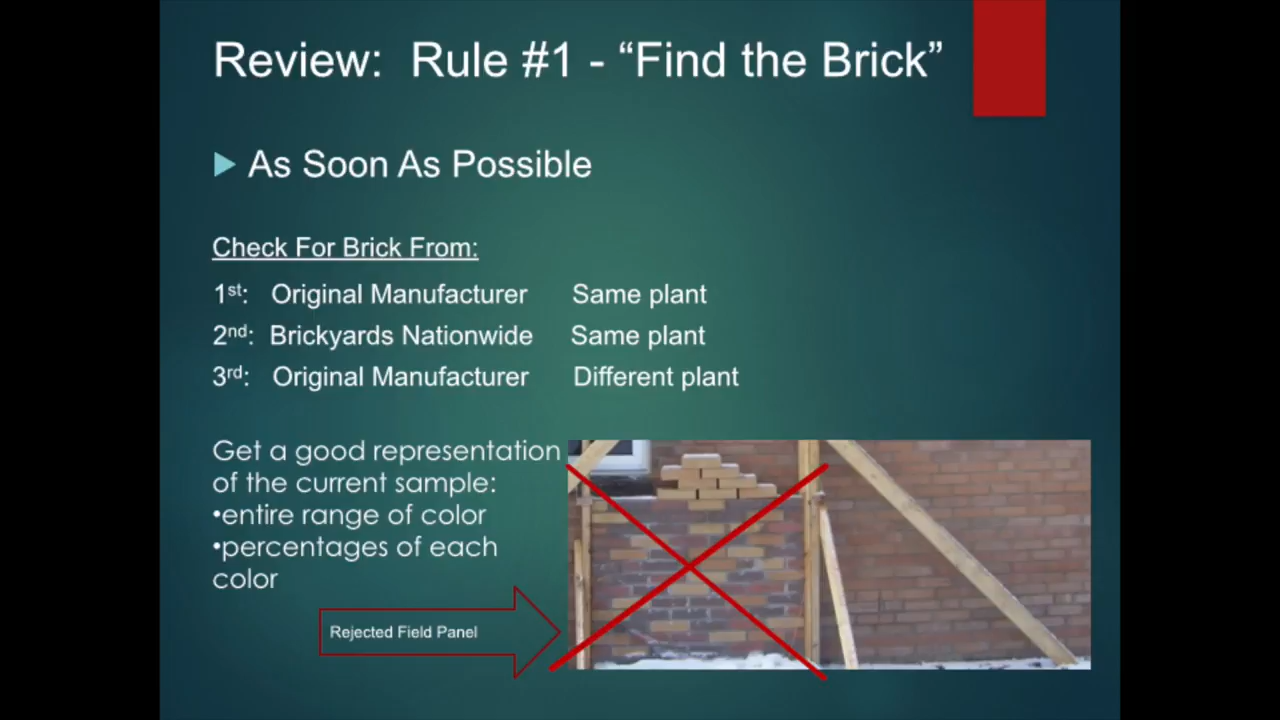 Review: Rule #1 - “Find the Brick”
As Soon As Possible
Check For Brick From:
1st: Original Manufacturer Same plant
2nd: Brickyards Nationwide Same plant
3rd: Original Manufacturer Different plant
Get a good representation
of the current sample:
•entire range of color
•percentages of each
color
Rejected Field Panel